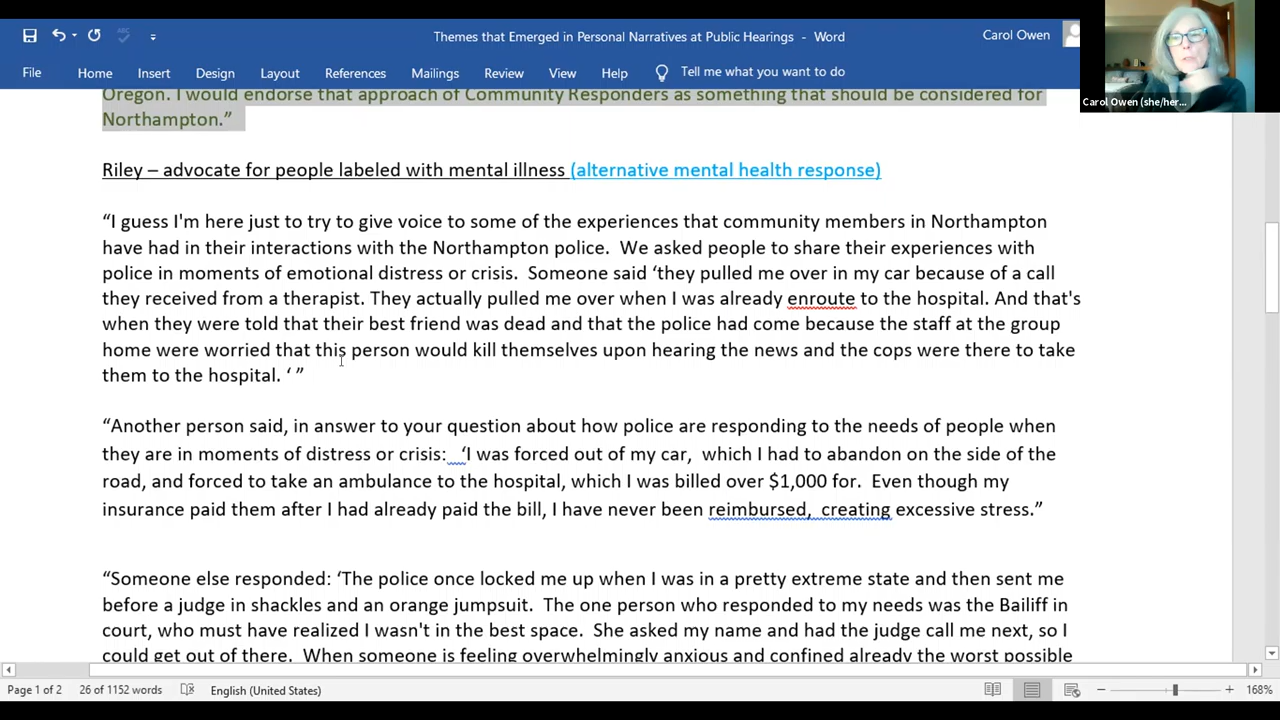 Themes that Emerged in Personal Narratives at Public Hearings - Word
Carol Owen
File Home Insert Design Layout References Mailings Review View Help Tell me what you want to do
Carol Owen (she/her...
Oregon. I would endorse that approach of Community Responders as something that should be considered for
Northampton.”
Riley – advocate for people labeled with mental illness (alternative mental health response)
“I guess I'm here just to try to give voice to some of the experiences that community members in Northampton
have had in their interactions with the Northampton police.  We asked people to share their experiences with
police in moments of emotional distress or crisis.  Someone said ‘they pulled me over in my car because of a call
they received from a therapist. They actually pulled me over when I was already enroute to the hospital. And that's
when they were told that their best friend was dead and that the police had come because the staff at the group
home were worried that this person would kill themselves upon hearing the news and the cops were there to take
them to the hospital. ‘ ”
“Another person said, in answer to your question about how police are responding to the needs of people when
they are in moments of distress or crisis:   ‘I was forced out of my car,  which I had to abandon on the side of the
road, and forced to take an ambulance to the hospital, which I was billed over $1,000 for.  Even though my
insurance paid them after I had already paid the bill, I have never been reimbursed,  creating excessive stress.”
“Someone else responded: ‘The police once locked me up when I was in a pretty extreme state and then sent me
before a judge in shackles and an orange jumpsuit.  The one person who responded to my needs was the Bailiff in
court, who must have realized I wasn't in the best space.  She asked my name and had the judge call me next, so I
could get out of there.  When someone is feeling overwhelmingly anxious and confined already the worst possible
Page 1 of 2 26 of 1152 words English (United States) 168%